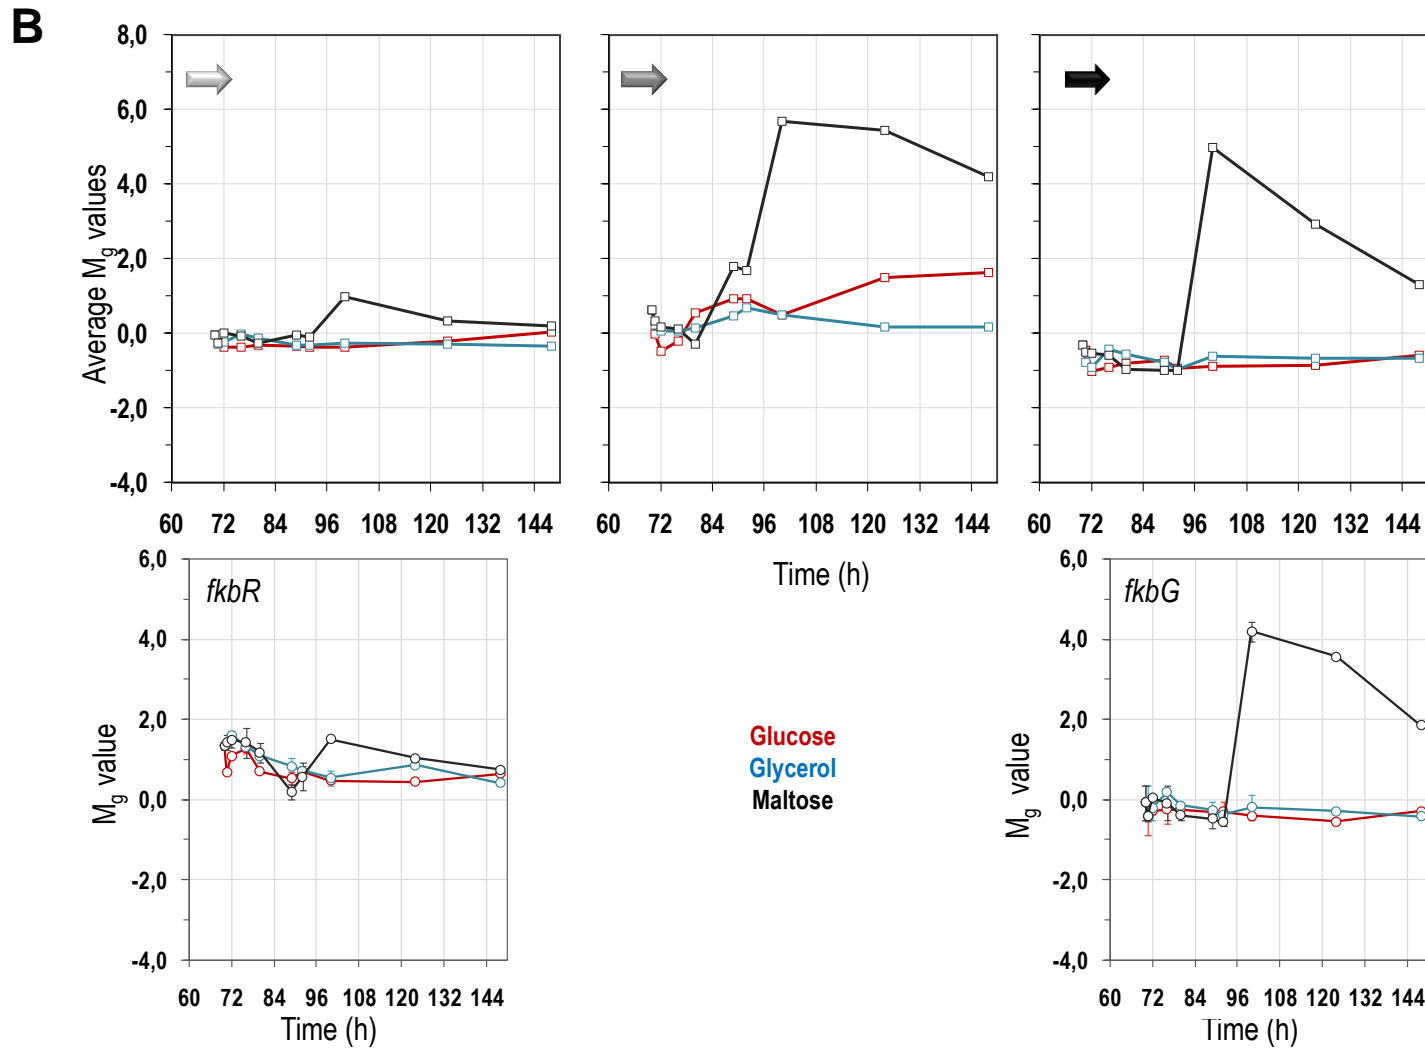 B
Average Mg values
8,0
6,0
4,0
2,0
0,0
-2,0
-4,0
60 72 84 96 108 120 132 144
60 72 84 96 108 120 132 144
60 72 84 96 108 120 132 144
Time (h)
fkbR
Mg value
6,0
4,0
2,0
0,0
-2,0
-4,0
60 72 84 96 108 120 132 144
Time (h)
Glucose
Glycerol
Maltose
fkbG
Mg value
6,0
4,0
2,0
0,0
-2,0
-4,0
60 72 84 96 108 120 132 144
Time (h)